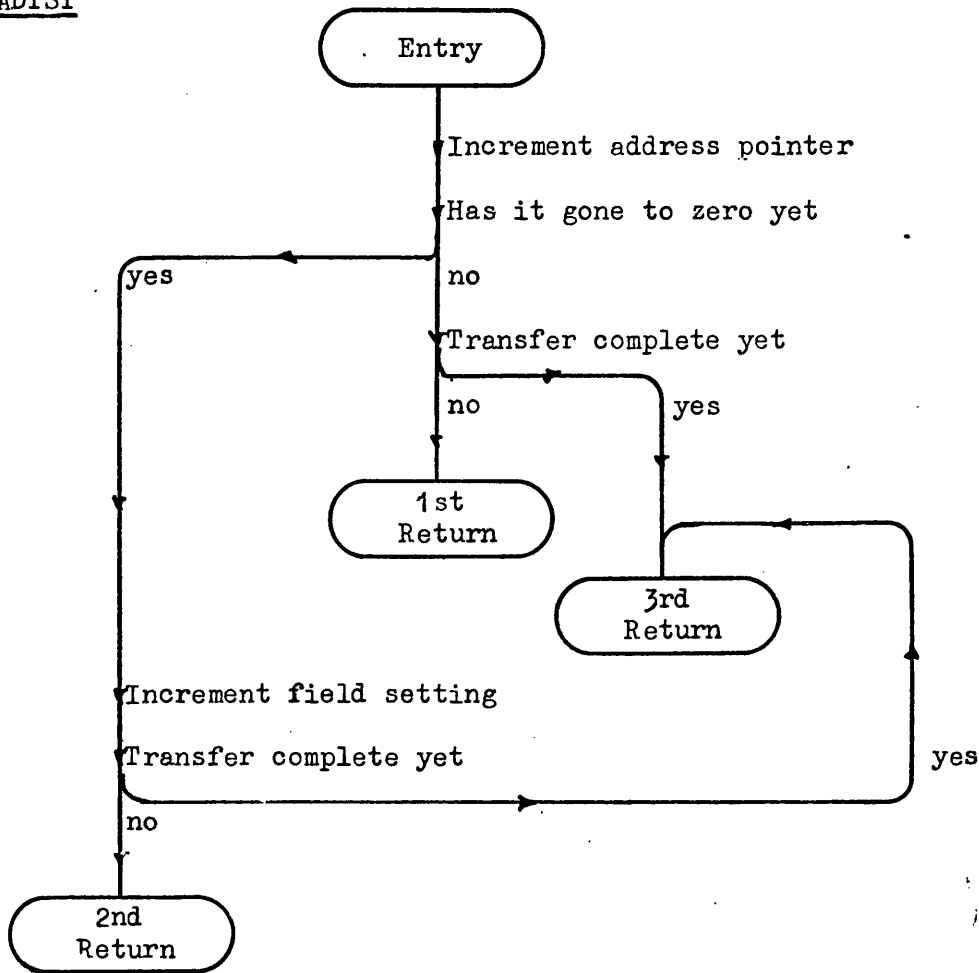 Entry
Increment address pointer
Has it gone to zero yet
yes
no
Transfer complete yet
no
yes
1st
Return
3rd
Return
Increment field setting
Transfer complete yet
yes
no
2nd
Return